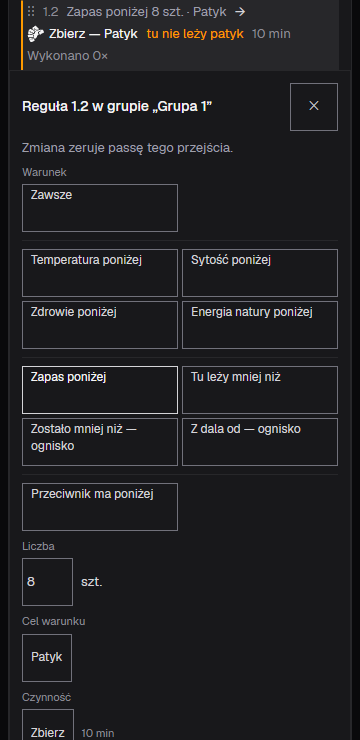 1.2 Zapas poniżej 8 szt. · Patyk →
Zbierz — Patyk tu nie leży patyk 10 min
Wykonano 0×
Reguła 1.2 w grupie „Grupa 1”
×
Zmiana zeruje passę tego przejścia.
Warunek
Zawsze
Temperatura poniżej Sytość poniżej
Zdrowie poniżej Energia natury poniżej
Zapas poniżej Tu leży mniej niż
Zostało mniej niż — Z dala od — ognisko
ognisko
Przeciwnik ma poniżej
Liczba
8 szt.
Cel warunku
Patyk
Czynność
Zbierz 10 min